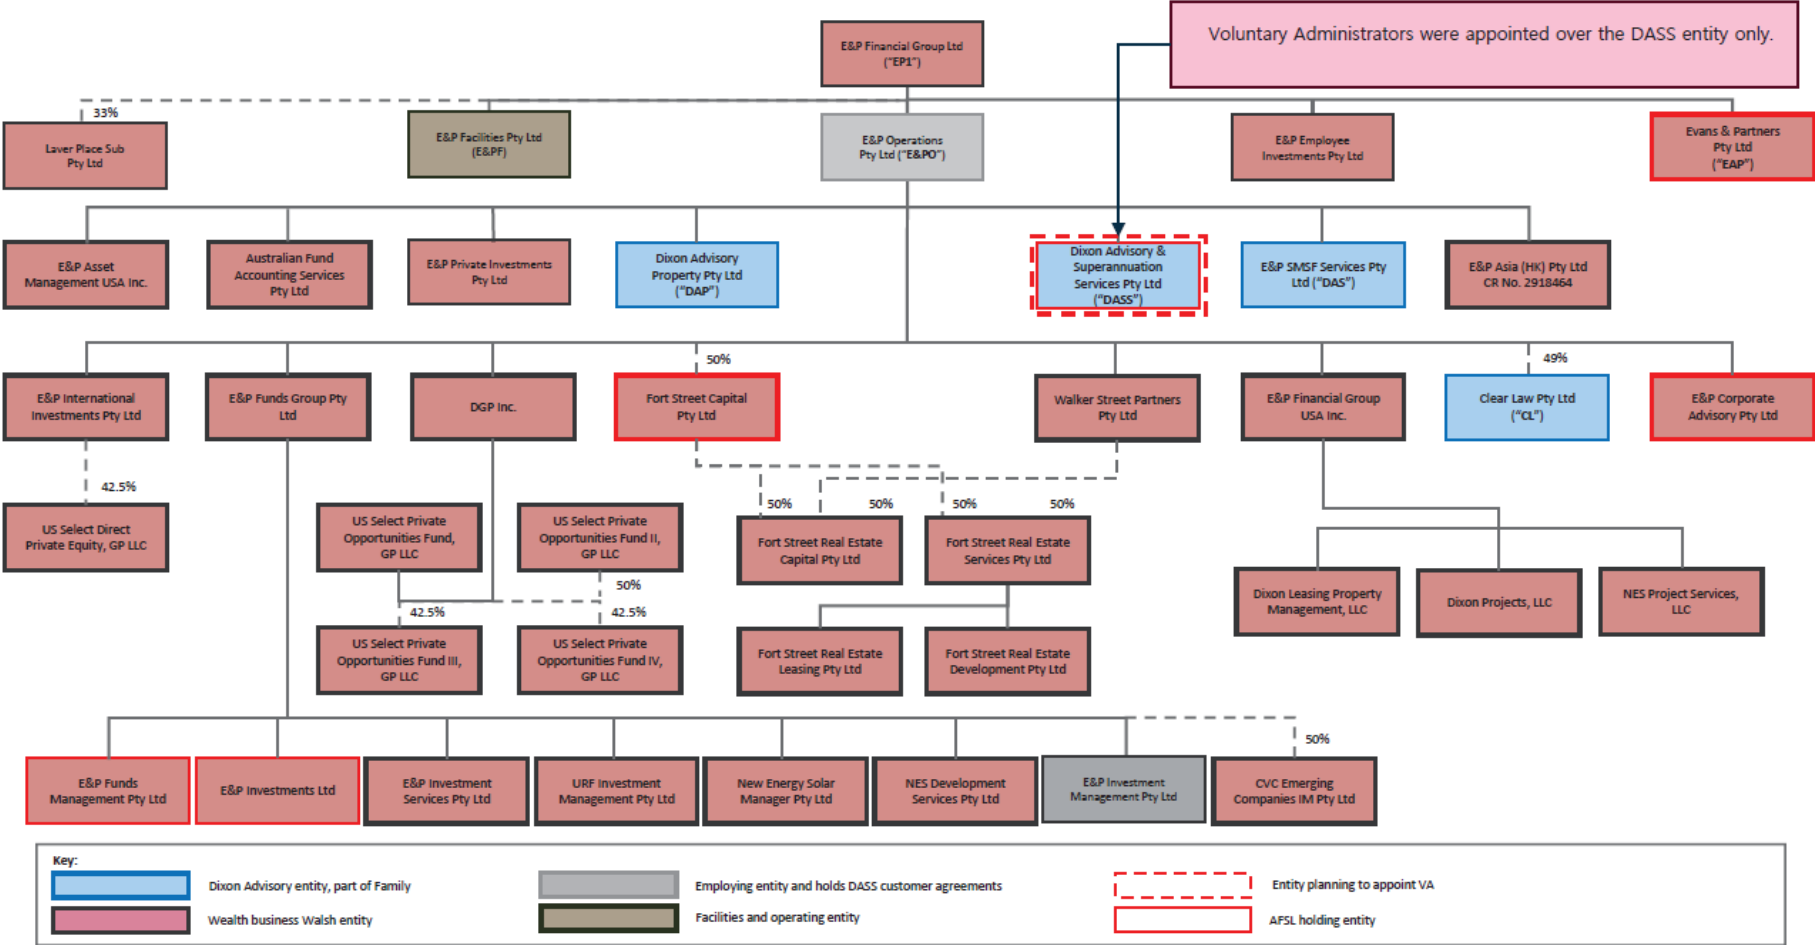 E&P Financial Group Ltd
("EP1")
Voluntary Administrators were appointed over the DASS entity only.
33%
Laver Place Sub
Pty Ltd
E&P Facilities Pty Ltd
(E&PF)
E&P Operations
Pty Ltd ("E&PO")
E&P Employee
Investments Pty Ltd
Evans & Partners
Pty Ltd
("EAP")
E&P Asset
Management USA Inc.
Australian Fund
Accounting Services
Pty Ltd
E&P Private Investments
Pty Ltd
Dixon Advisory
Property Pty Ltd
("DAP")
Dixon Advisory &
Superannuation
Services Pty Ltd
("DASS")
E&P SMSF Services Pty
Ltd ("DAS")
E&P Asia (HK) Pty Ltd
CR No. 2918464
50%
49%
E&P International
Investments Pty Ltd
E&P Funds Group Pty
Ltd
DGP Inc.
Fort Street Capital
Pty Ltd
Walker Street Partners
Pty Ltd
E&P Financial Group
USA Inc.
Clear Law Pty Ltd
("CL")
E&P Corporate
Advisory Pty Ltd
42.5%
50%
50%
50%
50%
US Select Direct
Private Equity, GP LLC
US Select Private
Opportunities Fund,
GP LLC
US Select Private
Opportunities Fund II,
GP LLC
Fort Street Real Estate
Capital Pty Ltd
Fort Street Real Estate
Services Pty Ltd
50%
42.5%
42.5%
Dixon Leasing Property
Management, LLC
Dixon Projects, LLC
NES Project Services,
LLC
US Select Private
Opportunities Fund III,
GP LLC
US Select Private
Opportunities Fund IV,
GP LLC
Fort Street Real Estate
Leasing Pty Ltd
Fort Street Real Estate
Development Pty Ltd
50%
E&P Funds
Management Pty Ltd
E&P Investments Ltd
E&P Investment
Services Pty Ltd
URF Investment
Management Pty Ltd
New Energy Solar
Manager Pty Ltd
NES Development
Services Pty Ltd
E&P Investment
Management Pty Ltd
CVC Emerging
Companies IM Pty Ltd
Key:
Dixon Advisory entity, part of Family
Employing entity and holds DASS customer agreements
Entity planning to appoint VA
Wealth business Walsh entity
Facilities and operating entity
AFSL holding entity